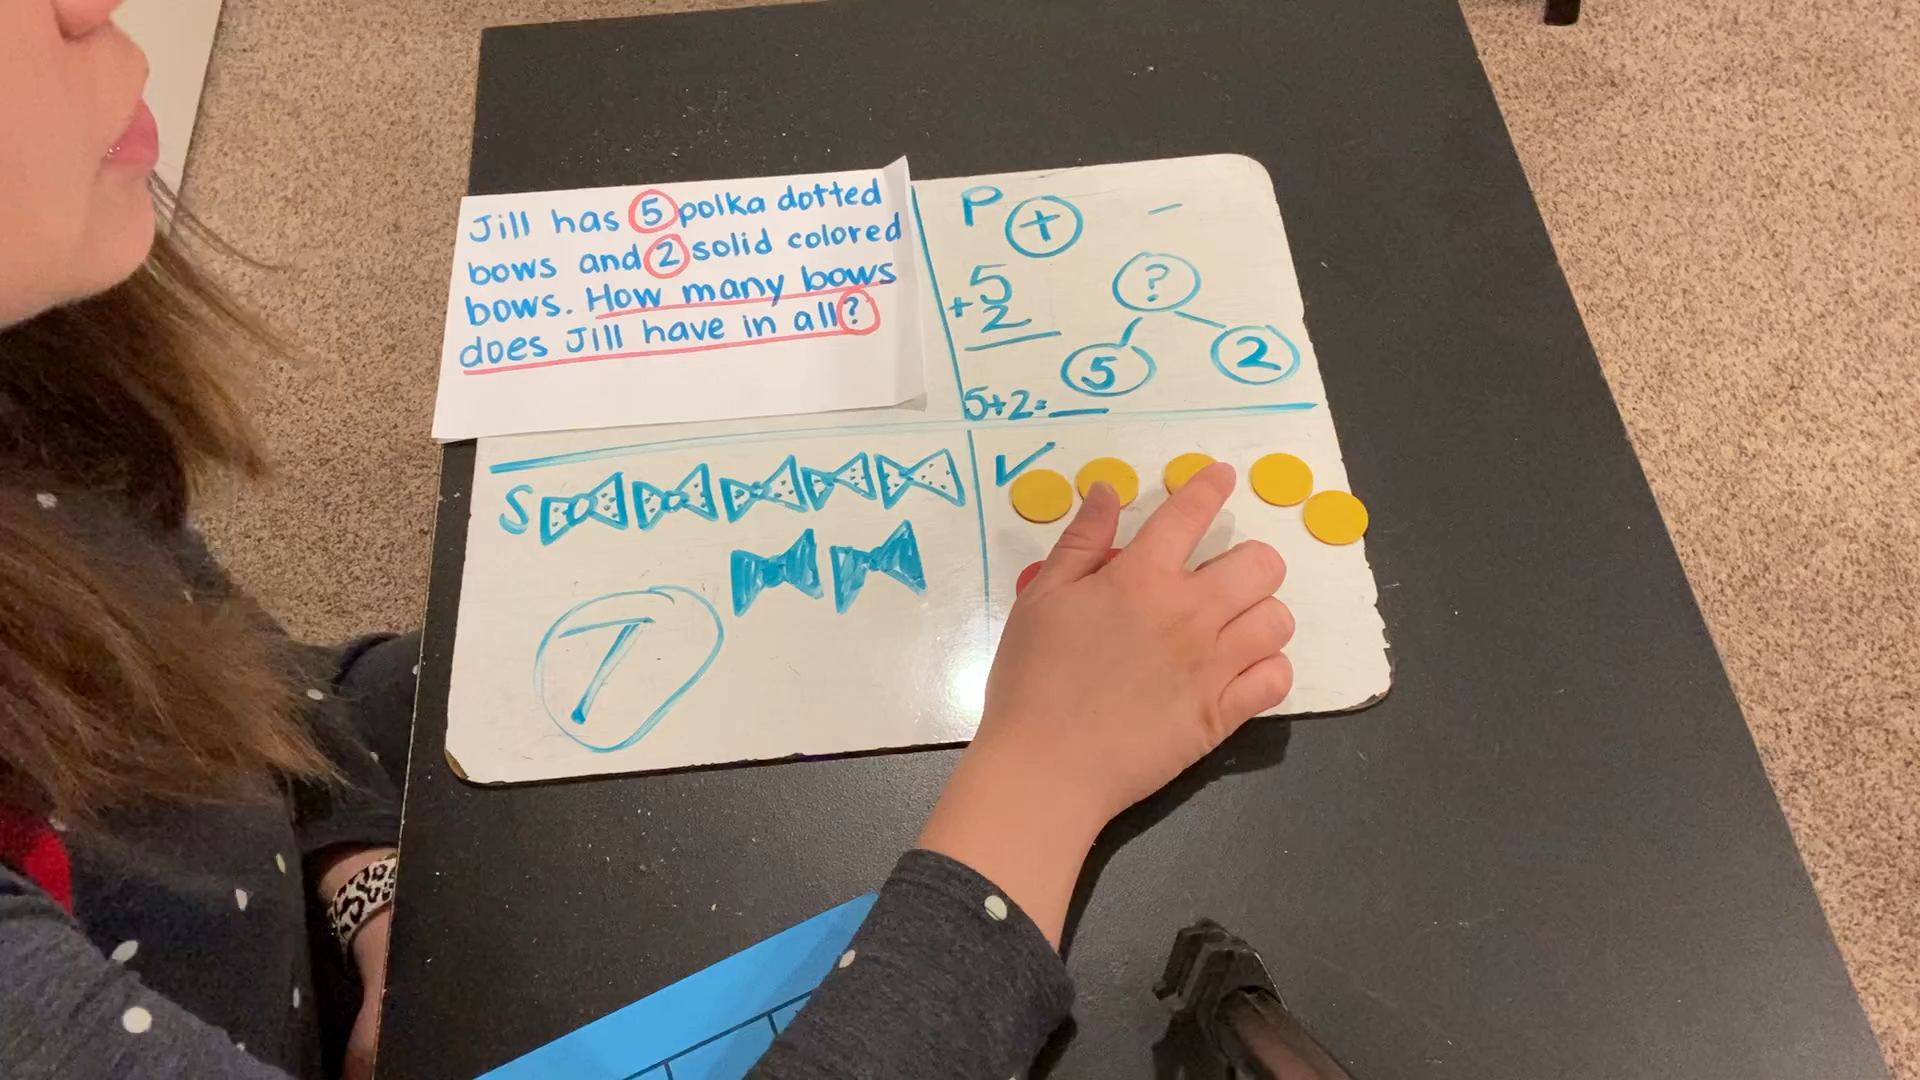 Jill has 5 polka dotted
bows and 2 solid colored
bows. How many bows
does Jill have in all?
P + -
5
+2
?
5 2
5+2=__
S
7
✓